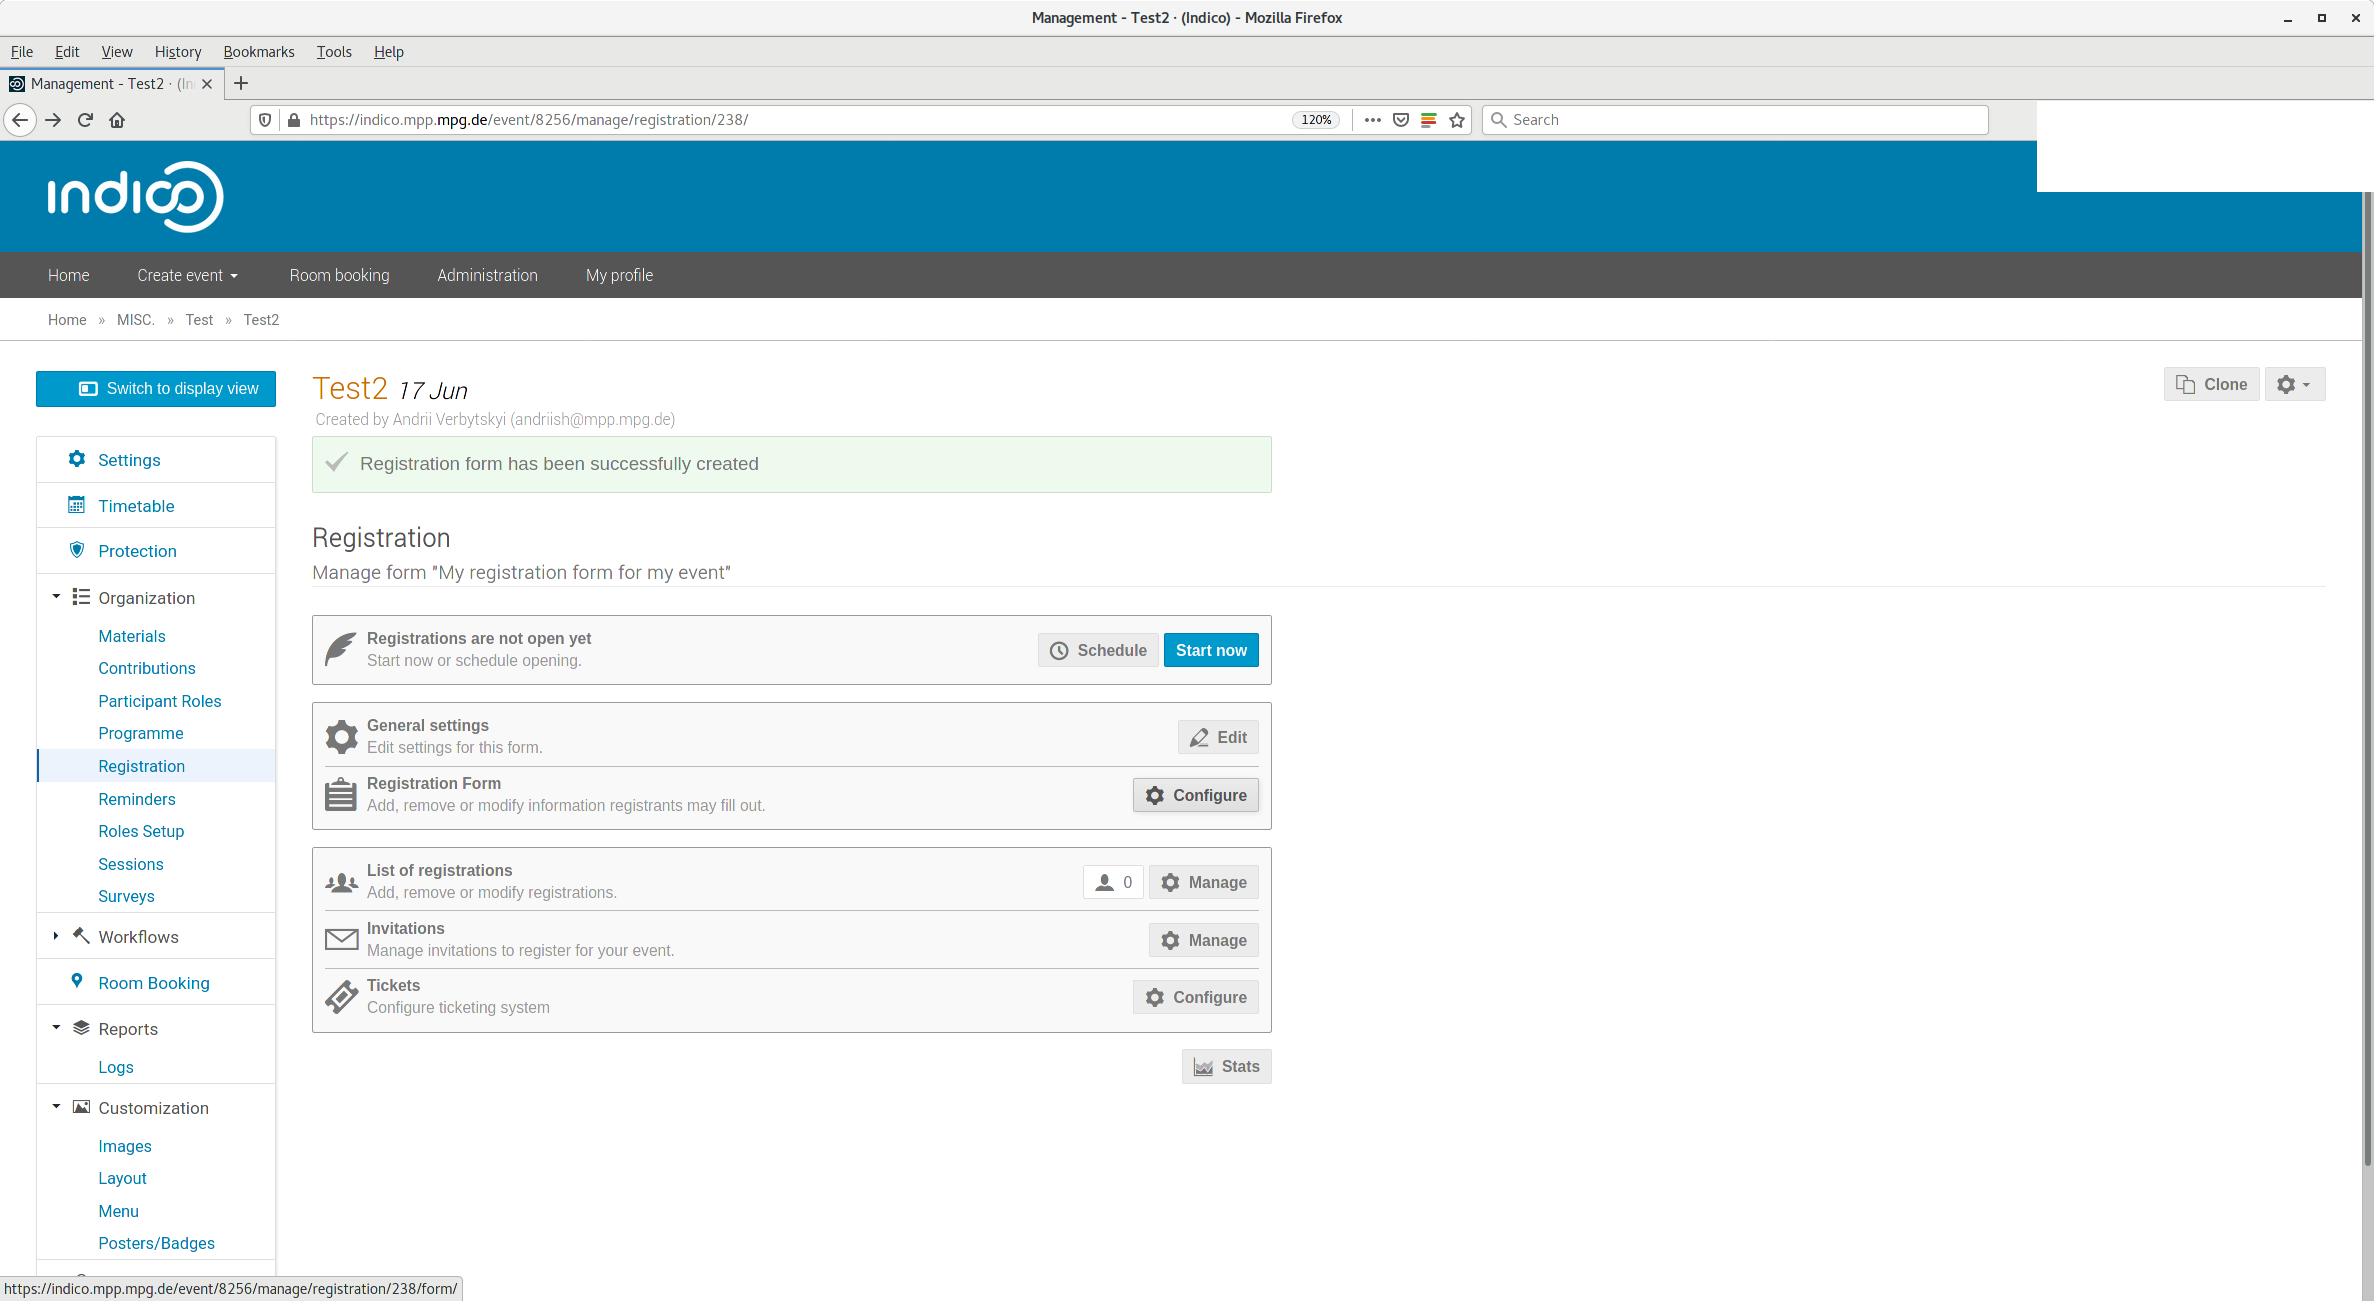 Management - Test2 · (Indico) - Mozilla Firefox
File Edit View History Bookmarks Tools Help
Management - Test2 · (In
https://indico.mpp.mpg.de/event/8256/manage/registration/238/ 120% Search
indico
Home Create event Room booking Administration My profile
Home » MISC. » Test » Test2
Switch to display view
Test2 17 Jun
Clone
Created by Andrii Verbytskyi (andriish@mpp.mpg.de)
Registration form has been successfully created
Settings
Timetable
Protection
Organization
Materials
Contributions
Participant Roles
Programme
Registration
Reminders
Roles Setup
Sessions
Surveys
Workflows
Room Booking
Reports
Logs
Customization
Images
Layout
Menu
Posters/Badges
Registration
Manage form "My registration form for my event"
Registrations are not open yet
Start now or schedule opening.
Schedule Start now
General settings
Edit settings for this form.
Edit
Registration Form
Add, remove or modify information registrants may fill out.
Configure
List of registrations
Add, remove or modify registrations.
0 Manage
Invitations
Manage invitations to register for your event.
Manage
Tickets
Configure ticketing system
Configure
Stats
https://indico.mpp.mpg.de/event/8256/manage/registration/238/form/